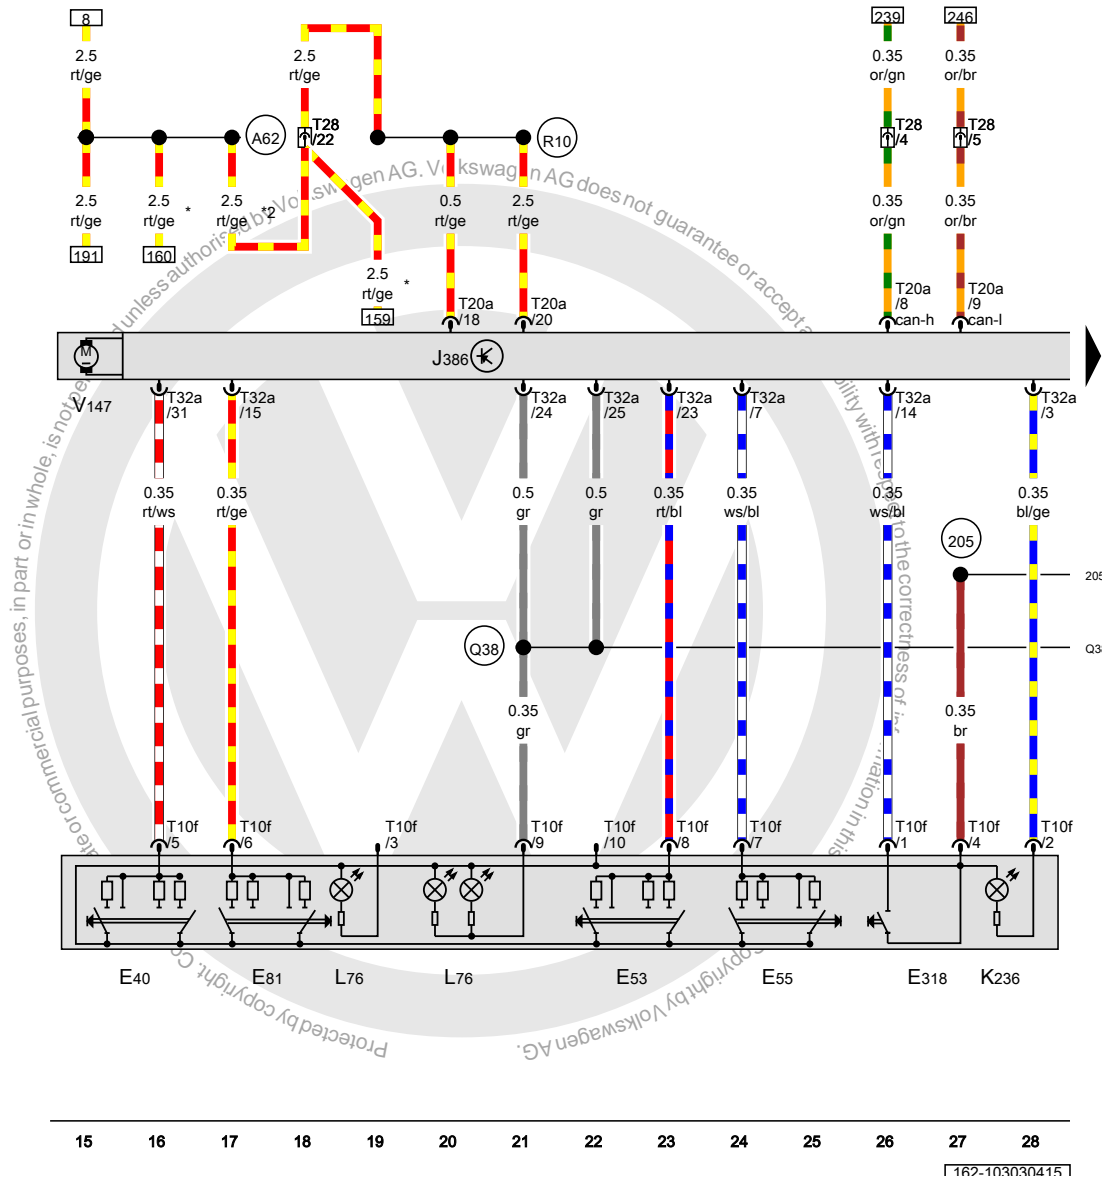 8
239
246
2.5
rt/ge
2.5
rt/ge
0.35
or/gn
0.35
or/br
A62
T28
/22
R10
T28
/4
T28
/5
2.5
rt/ge
2.5
rt/ge
*
2.5
rt/ge
*2
0.5
rt/ge
2.5
rt/ge
0.35
or/gn
0.35
or/br
191
160
2.5
rt/ge
*
159
T20a
/18
T20a
/20
T20a
/8
can-h
T20a
/9
can-l
M
J386
V147
T32a
/31
T32a
/15
T32a
/24
T32a
/25
T32a
/23
T32a
/7
T32a
/14
T32a
/3
0.35
rt/ws
0.35
rt/ge
0.5
gr
0.5
gr
0.35
rt/bl
0.35
ws/bl
0.35
ws/bl
0.35
bl/ge
205
205
Q38
0.35
gr
0.35
br
T10f
/5
T10f
/6
T10f
/3
T10f
/9
T10f
/10
T10f
/8
T10f
/7
T10f
/1
T10f
/4
T10f
/2
E40
E81
L76
L76
E53
E55
E318
K236
Protected by copyright.
commercial purposes, in part or in whole, is not
unless authorised by Volkswagen AG. Volkswagen AG does not guarantee or accept
with respect to the correctness of
in this
Copyright by Volkswagen AG.
15 16 17 18 19 20 21 22 23 24 25 26 27 28
162-103030415